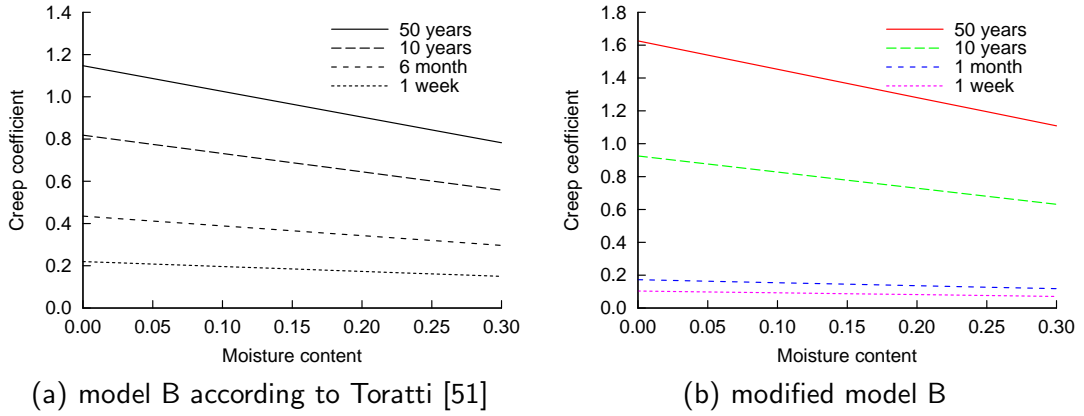 Creep coefficient
1.4
1.2
1.0
0.8
0.6
0.4
0.2
0.0
50 years
10 years
6 month
1 week
0.00 0.05 0.10 0.15 0.20 0.25 0.30
Moisture content
(a) model B according to Toratti [51]
Creep ceofficient
1.8
1.6
1.4
1.2
1.0
0.8
0.6
0.4
0.2
0.0
50 years
10 years
1 month
1 week
0.00 0.05 0.10 0.15 0.20 0.25 0.30
Moisture content
(b) modified model B